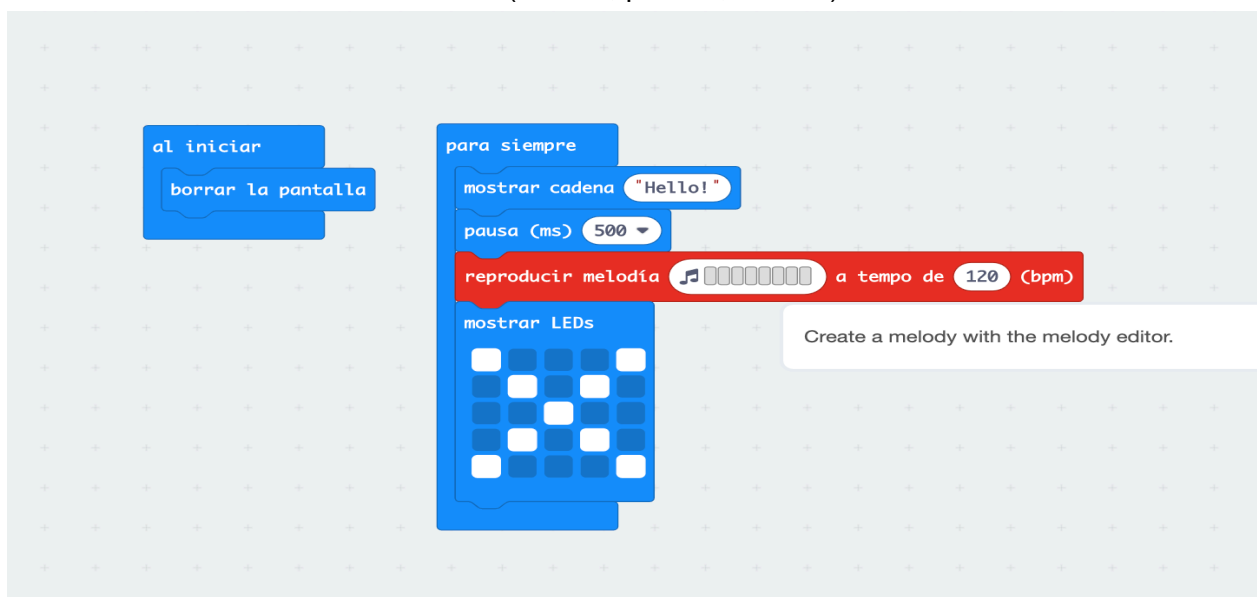 al iniciar
borrar la pantalla
para siempre
mostrar cadena "Hello!"
pausa (ms) 500
reproducir melodía a tempo de 120 (bpm)
mostrar LEDs
Create a melody with the melody editor.